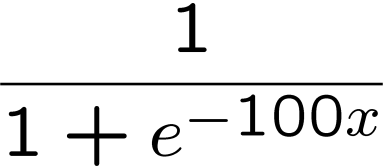 1
1 + e^{-100x}